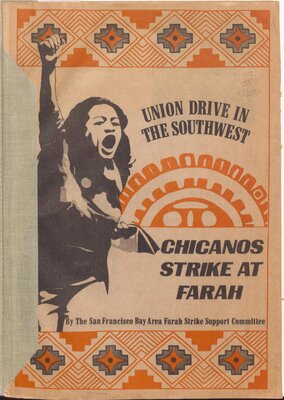 UNION DRIVE IN
THE SOUTHWEST
CHICANOS
STRIKE AT
FARAH
By The San Francisco Bay Area Farah Strike Support Committee